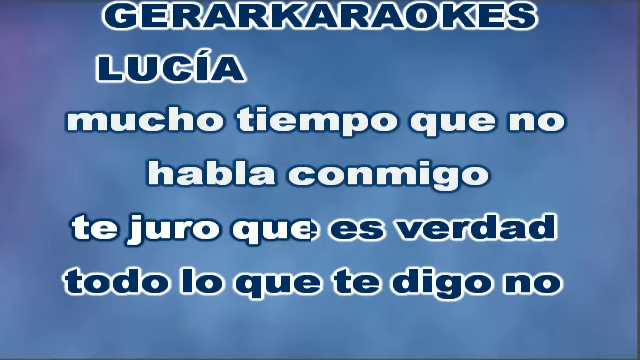 GERARKARAOKES
LUCÍA
mucho tiempo que no
habla conmigo
te juro que es verdad
todo lo que te digo no